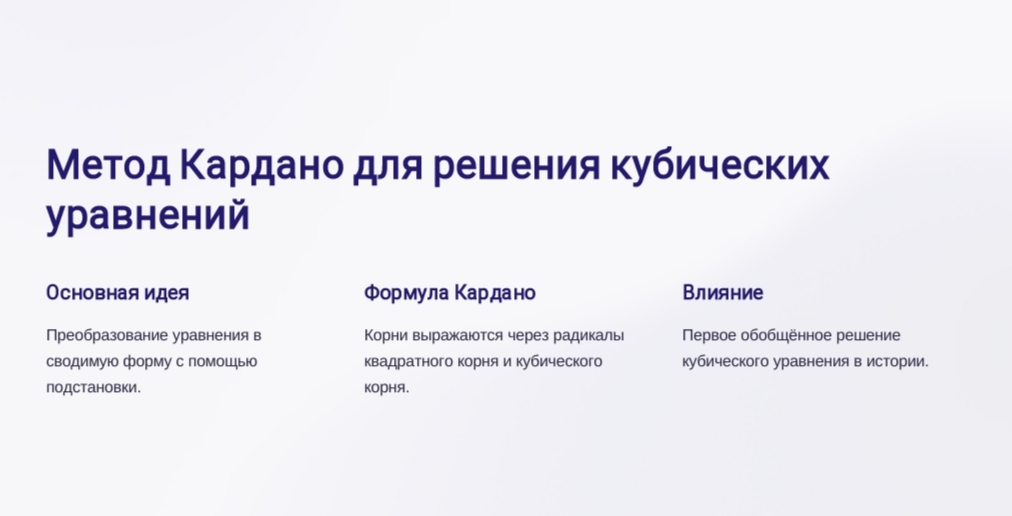 Метод Кардано для решения кубических
уравнений
Основная идея
Преобразование уравнения в
сводимую форму с помощью
подстановки.
Формула Кардано
Корни выражаются через радикалы
квадратного корня и кубического
корня.
Влияние
Первое обобщённое решение
кубического уравнения в истории.